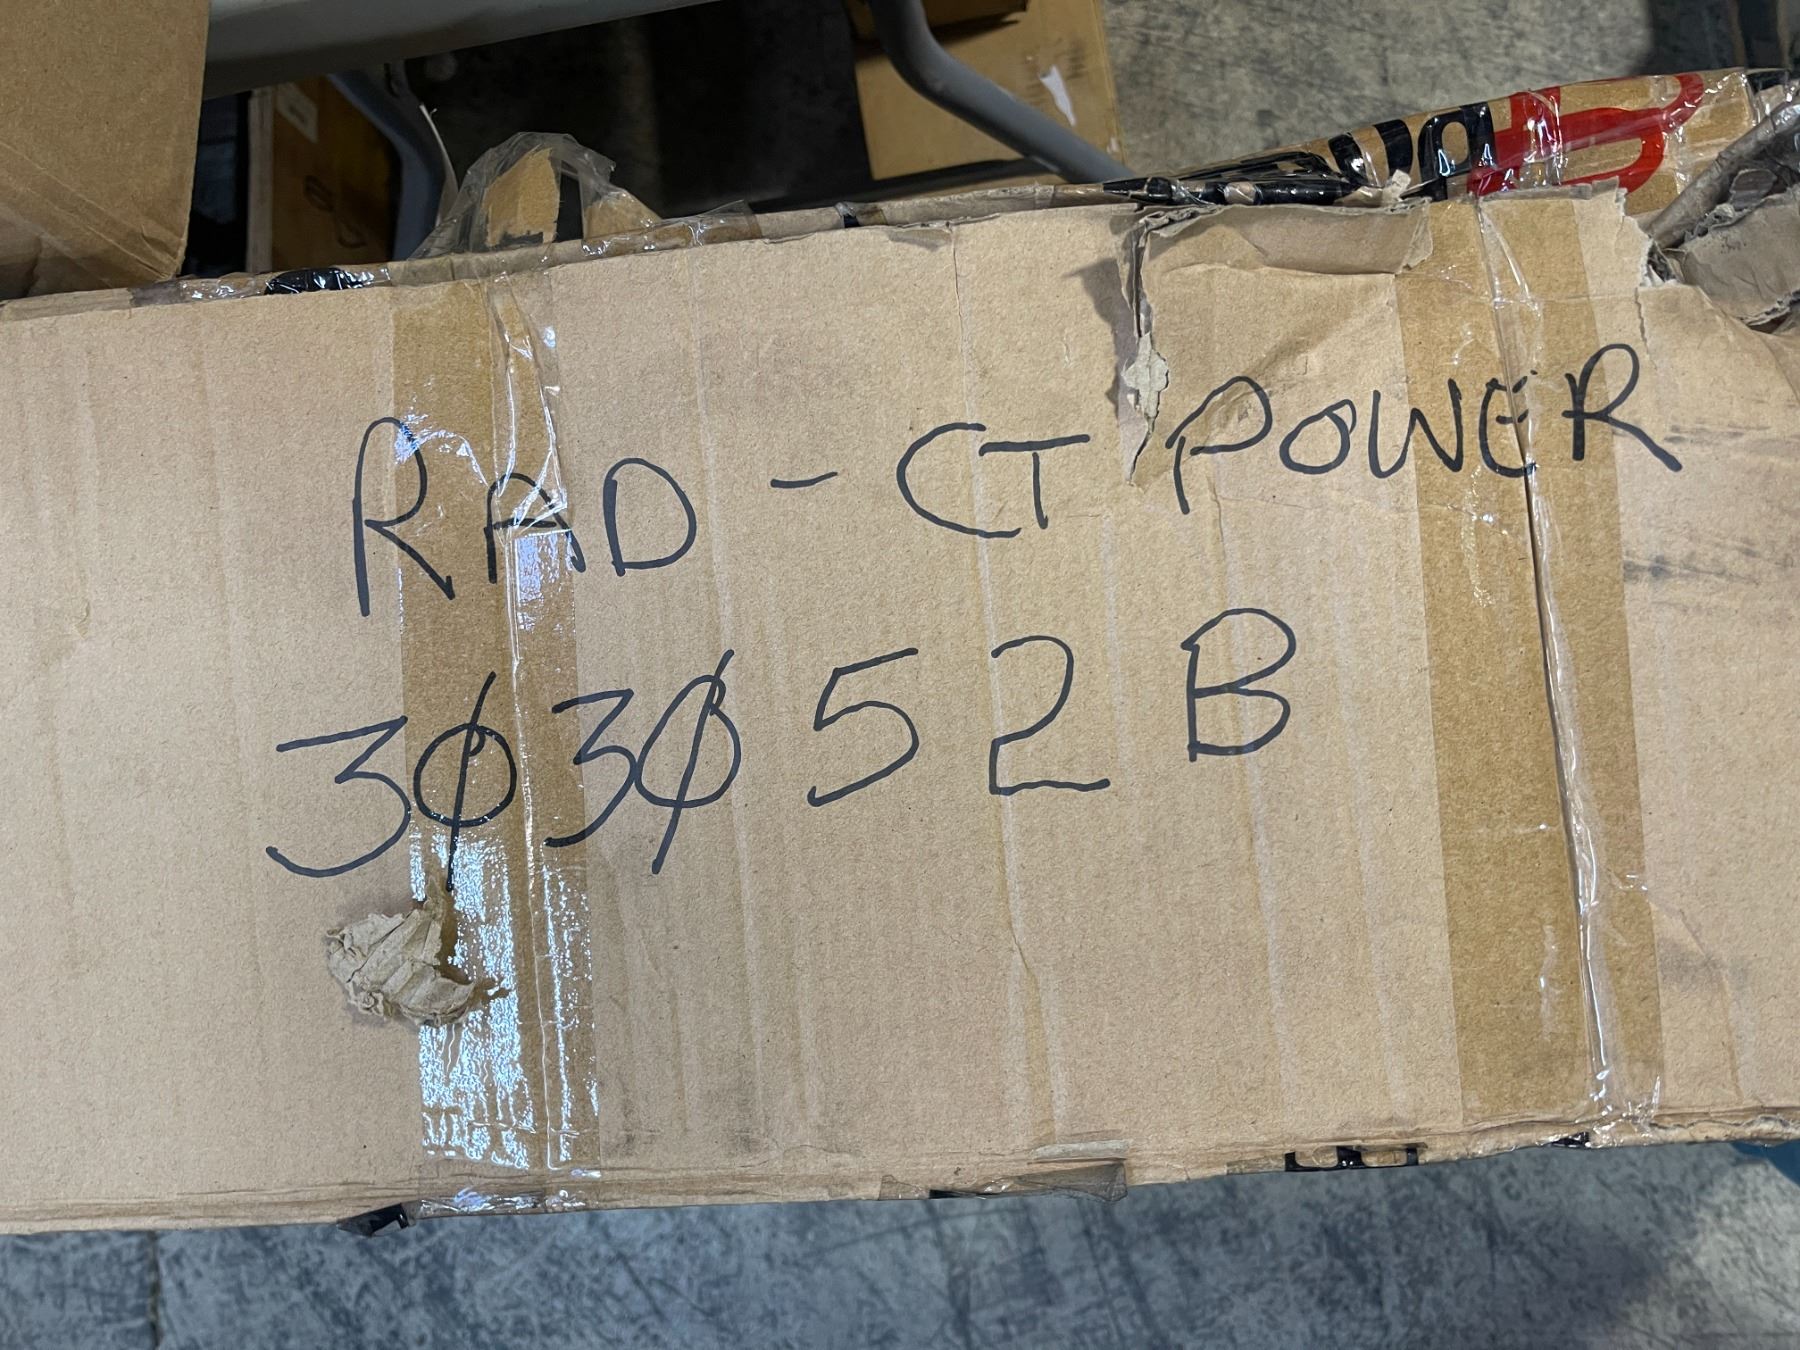 RAD - CT POWER
3Ø3Ø52B